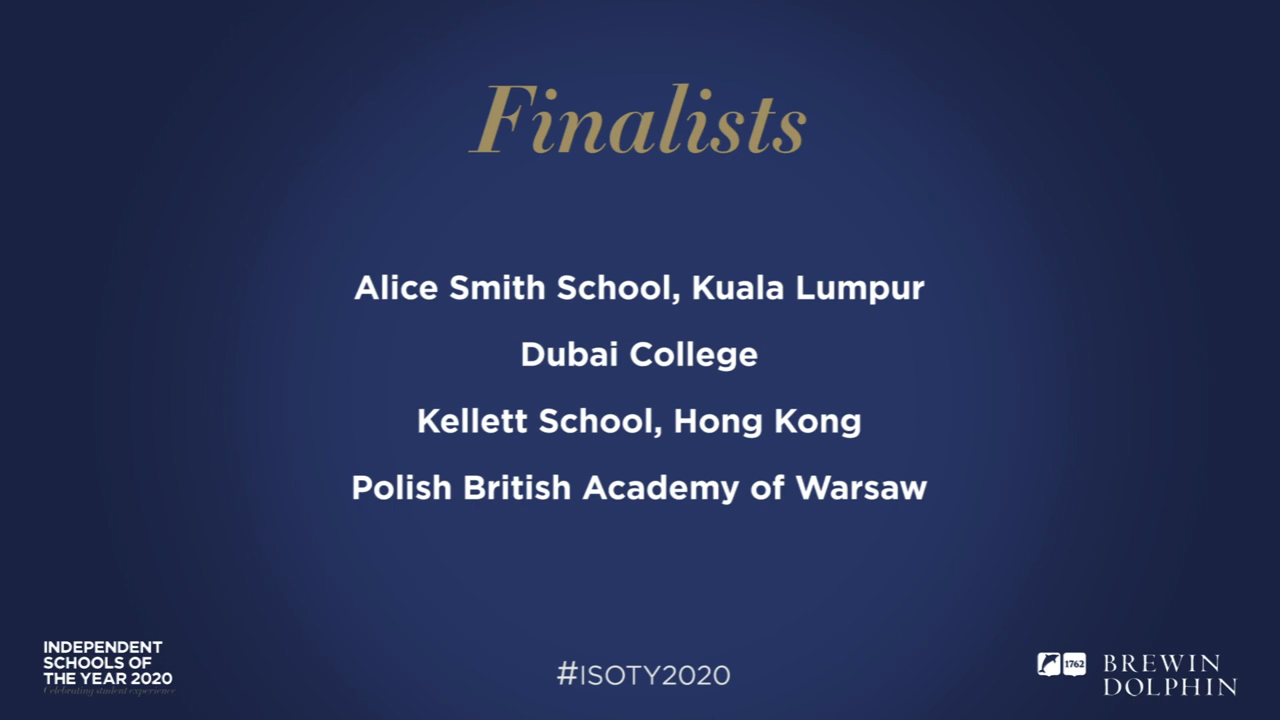 Finalists
Alice Smith School, Kuala Lumpur
Dubai College
Kellett School, Hong Kong
Polish British Academy of Warsaw
INDEPENDENT
SCHOOLS OF
THE YEAR 2020
Celebrating student experience
#ISOTY2020
1762
BREWIN
DOLPHIN